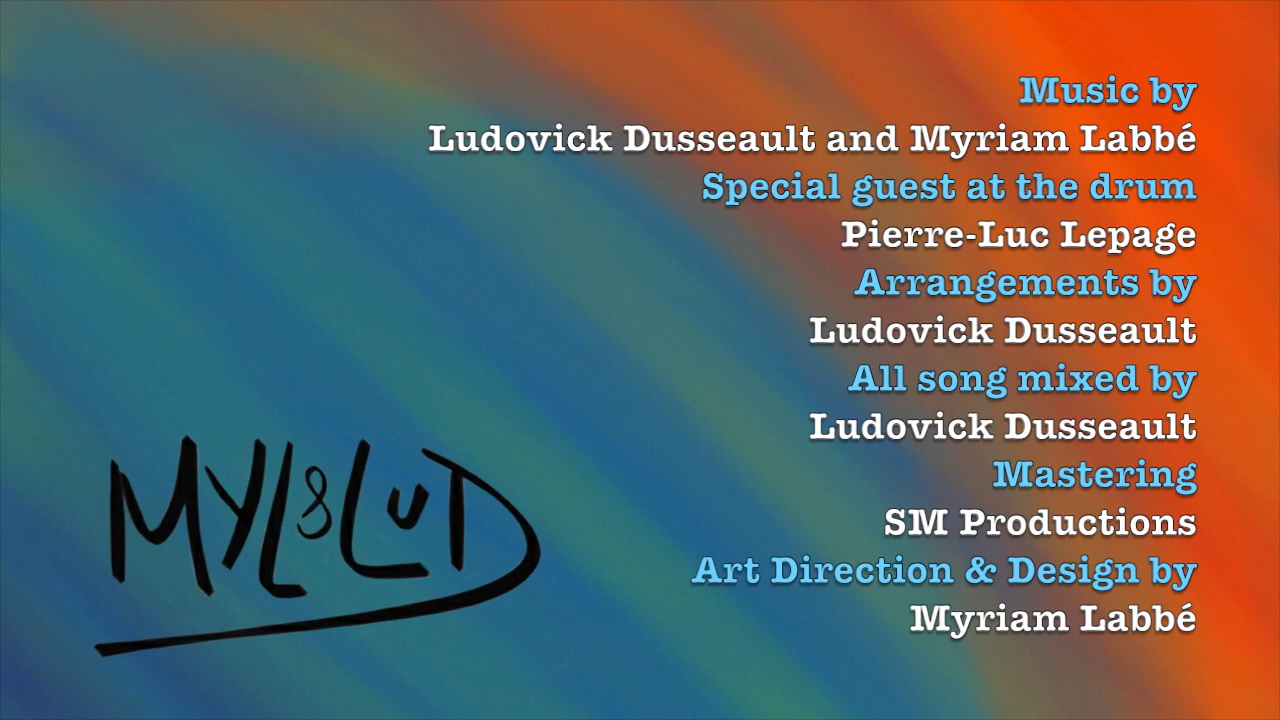 Music by
Ludovick Dusseault and Myriam Labbé
Special guest at the drum
Pierre-Luc Lepage
Arrangements by
Ludovick Dusseault
All song mixed by
Ludovick Dusseault
Mastering
SM Productions
Art Direction & Design by
Myriam Labbé
MYL & LuD